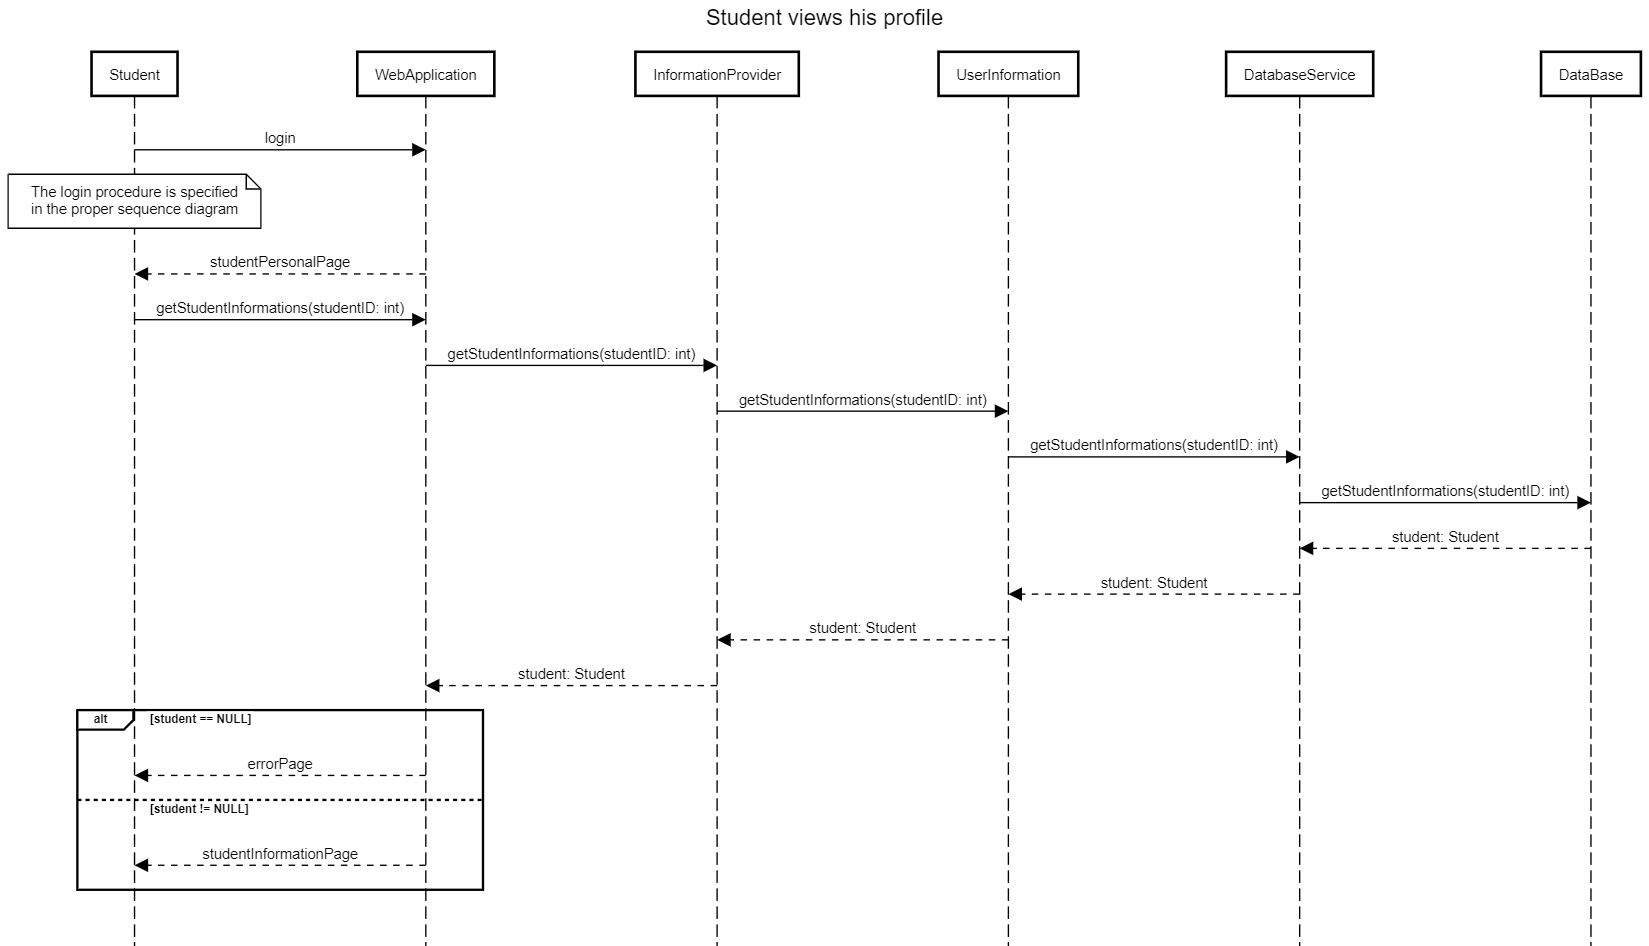 Student views his profile
Student
WebApplication
InformationProvider
UserInformation
DatabaseService
DataBase
login
The login procedure is specified
in the proper sequence diagram
studentPersonalPage
getStudentInformations(studentID: int)
getStudentInformations(studentID: int)
getStudentInformations(studentID: int)
getStudentInformations(studentID: int)
getStudentInformations(studentID: int)
student: Student
student: Student
student: Student
student: Student
alt [student == NULL]
errorPage
[student != NULL]
studentInformationPage